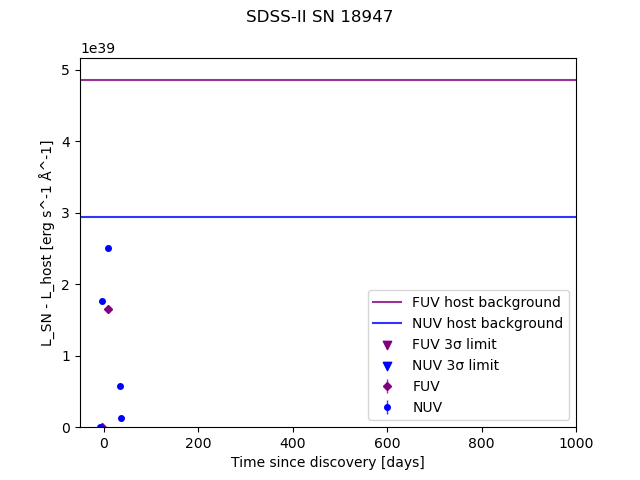 SDSS-II SN 18947
1e39
5
4
3
2
1
0
L_SN - L_host [erg s^-1 Å^-1]
FUV host background
NUV host background
FUV 3σ limit
NUV 3σ limit
FUV
NUV
0 200 400 600 800 1000
Time since discovery [days]